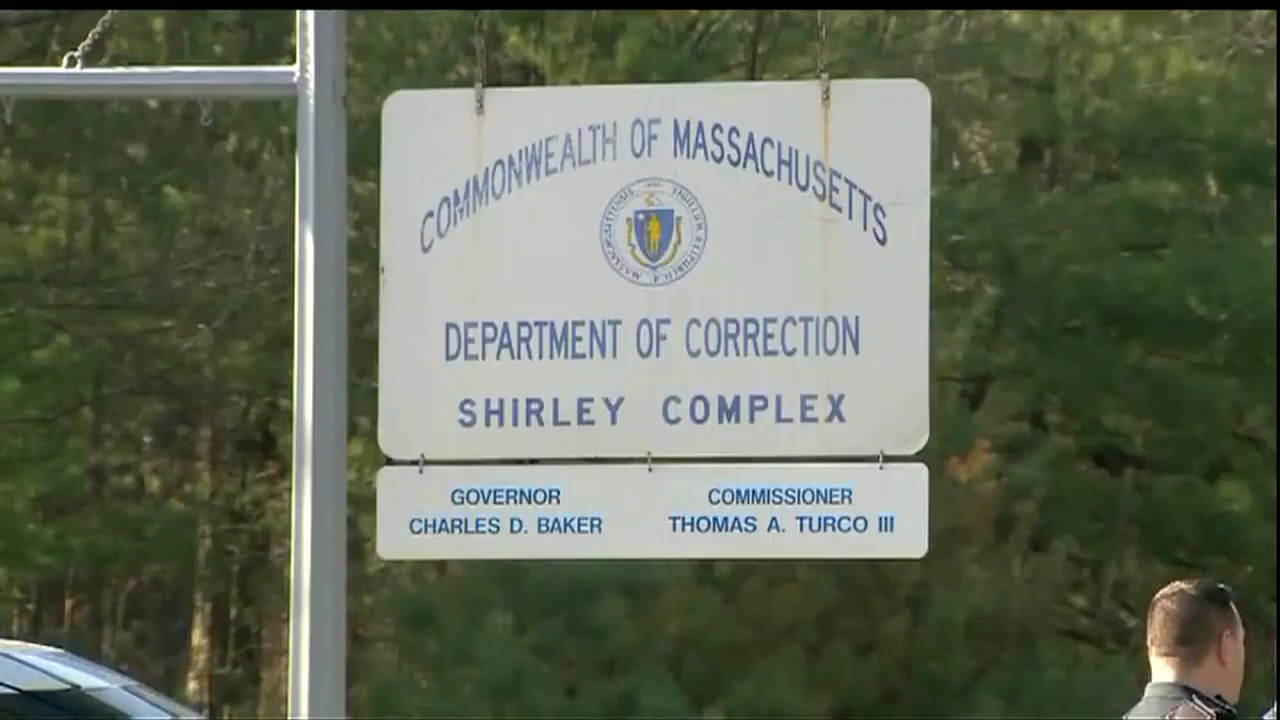 COMMONWEALTH OF MASSACHUSETTS
DEPARTMENT OF CORRECTION
SHIRLEY COMPLEX
GOVERNOR
CHARLES D. BAKER
COMMISSIONER
THOMAS A. TURCO III